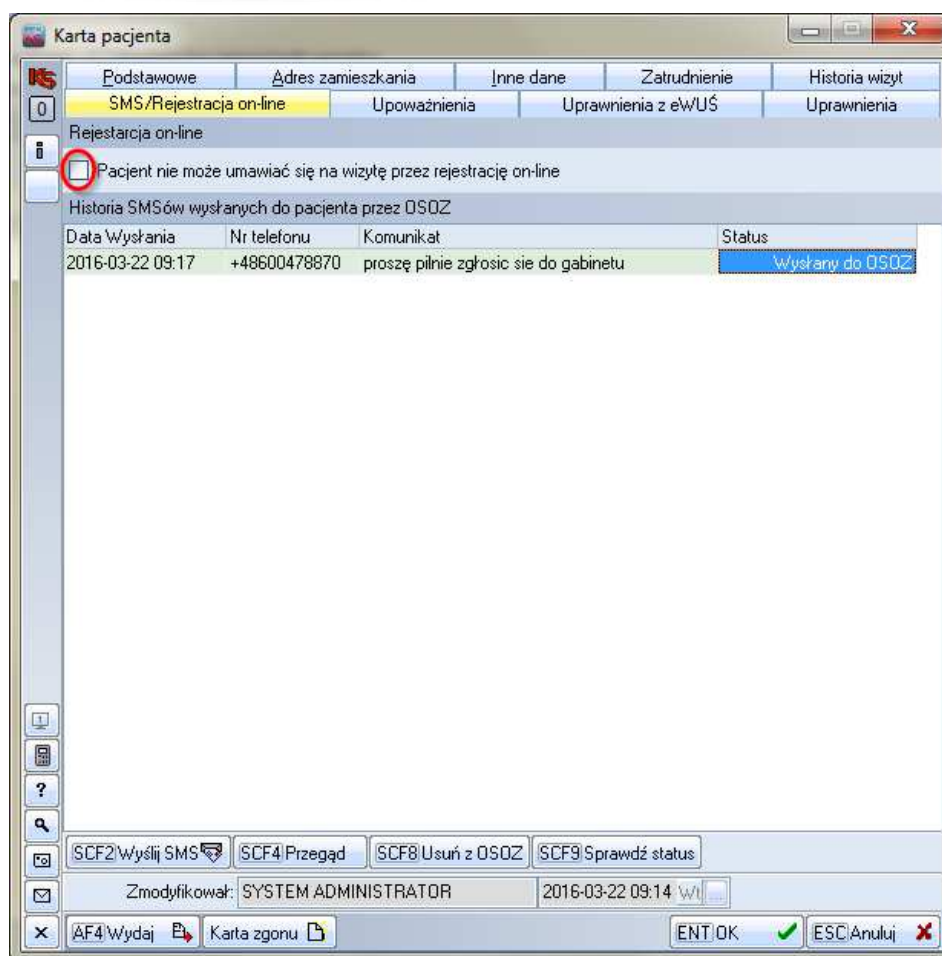 Karta pacjenta
KS
Podstawowe Adres zamieszkania Inne dane Zatrudnienie Historia wizyt
0
SMS/Rejestracja on-line Upoważnienia Uprawnienia z eWUŚ Uprawnienia
Rejestarcja on-line
Pacjent nie może umawiać się na wizytę przez rejestrację on-line
Historia SMSów wysłanych do pacjenta przez OSOZ
Data Wysłania Nr telefonu Komunikat Status
2016-03-22 09:17 +48600478870 proszę pilnie zgłosic sie do gabinetu Wysłany do OSOZ
1
?
SCF2 Wyślij SMS SCF4 Przegąd SCF8 Usuń z OSOZ SCF9 Sprawdź status
Zmodyfikował: SYSTEM ADMINISTRATOR 2016-03-22 09:14 Wt ...
AF4 Wydaj Karta zgonu ENT OK ESC Anuluj